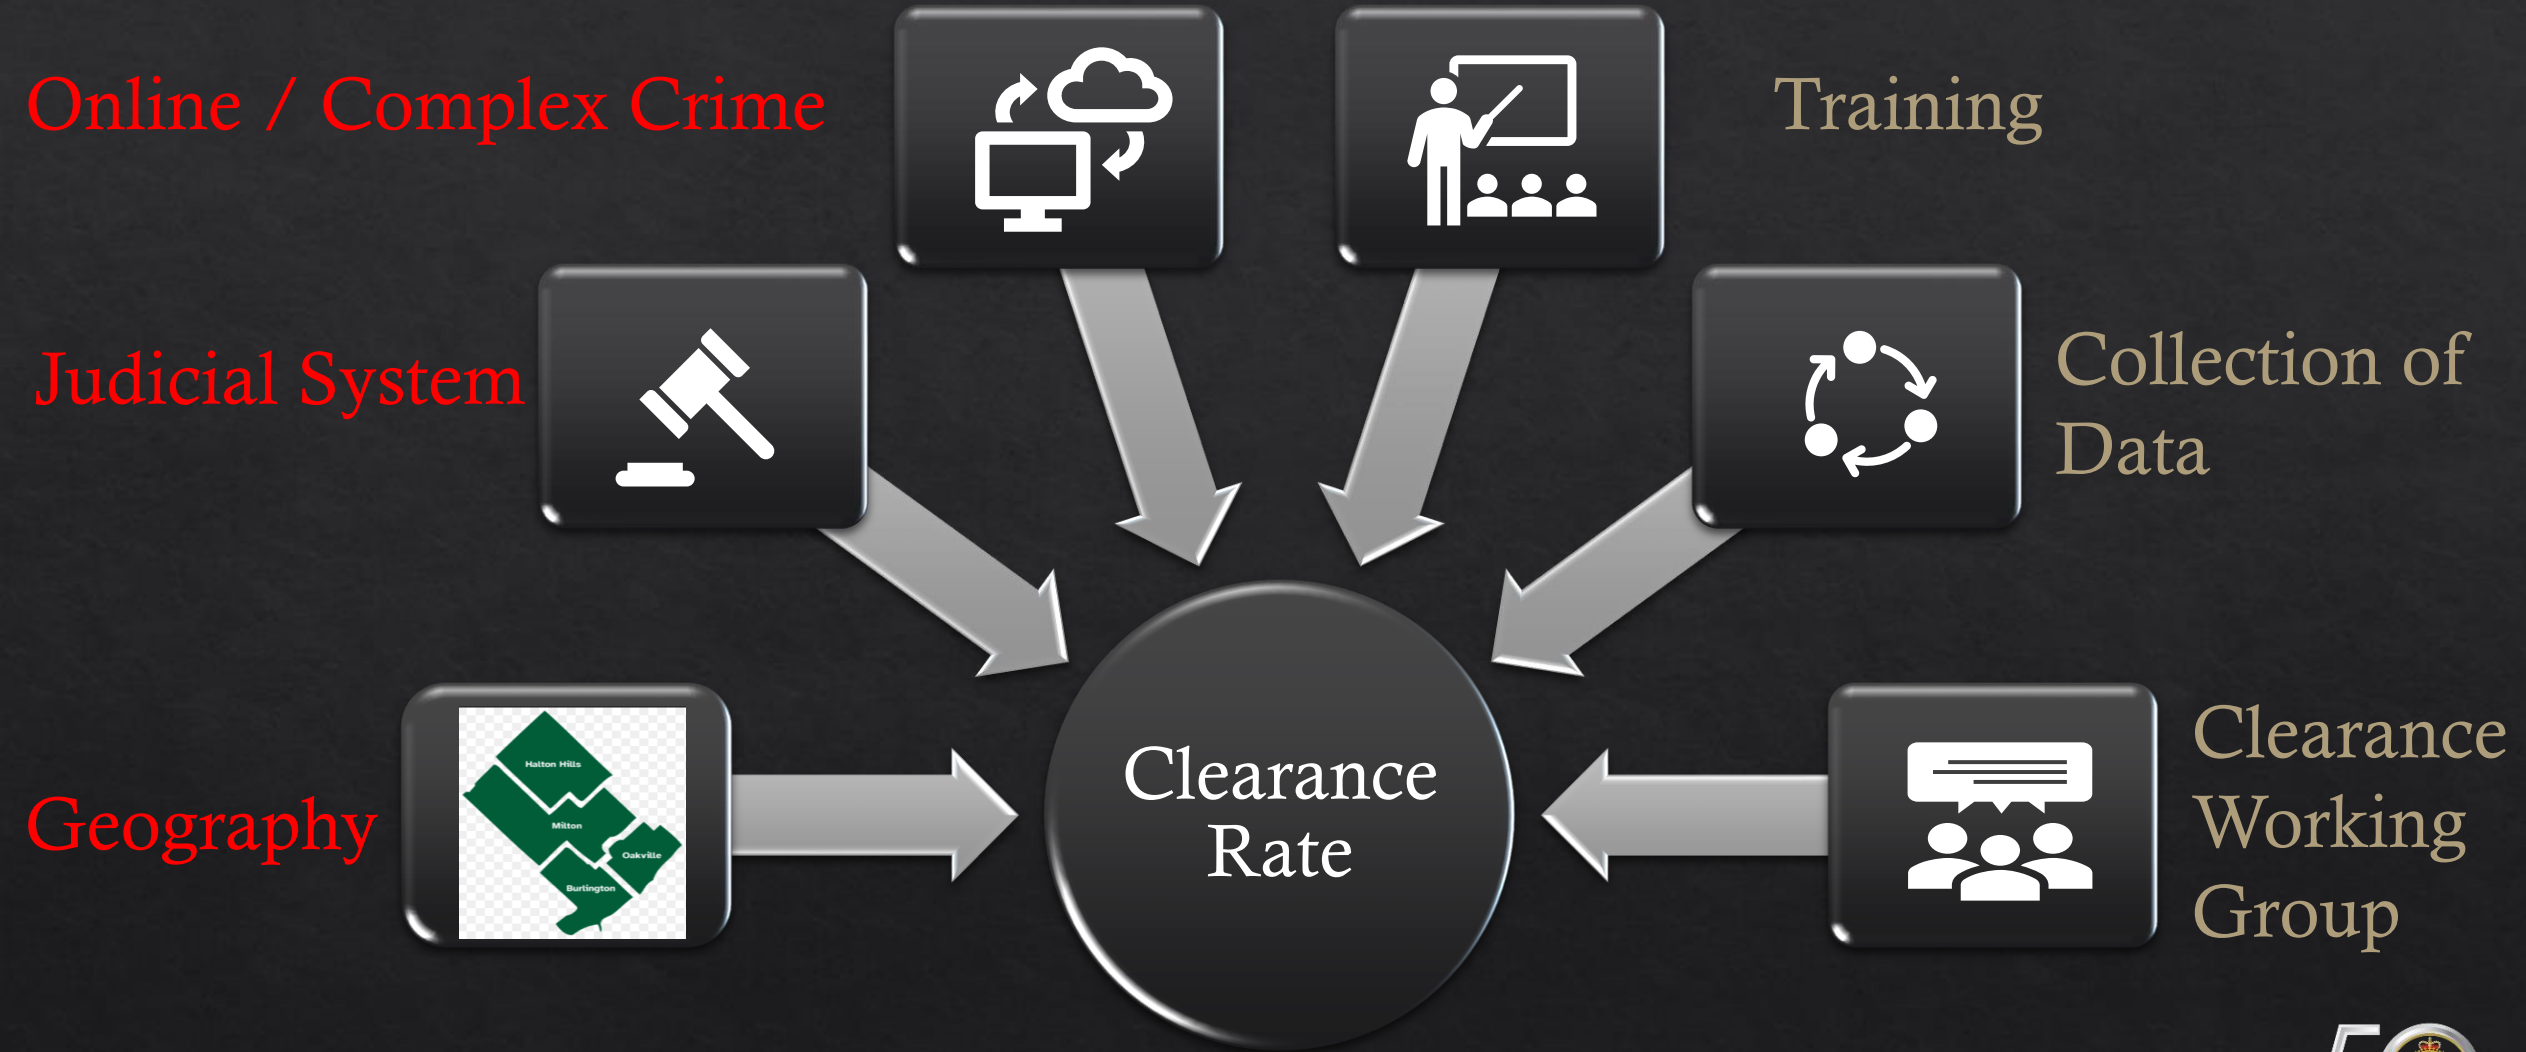 Online / Complex Crime
Training
Judicial System
Collection of
Data
Geography
Halton Hills
Milton
Oakville
Burlington
Clearance
Rate
Clearance
Working
Group